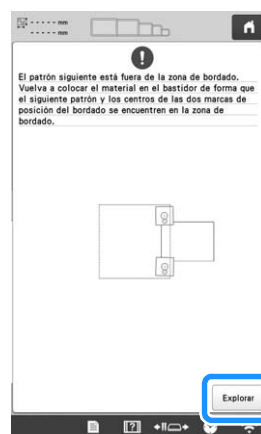 ----- mm
----- mm
El patrón siguiente está fuera de la zona de bordado.
Vuelva a colocar el material en el bastidor de forma que
el siguiente patrón y los centros de las dos marcas de
posición del bordado se encuentren en la zona de
bordado.
Explorar